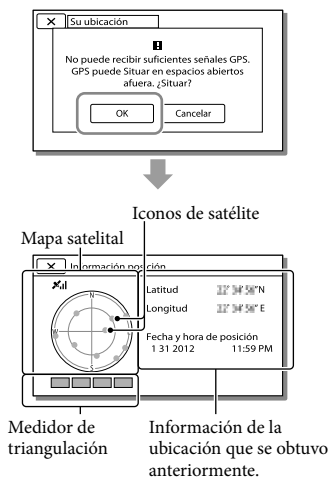 Su ubicación
No puede recibir suficientes señales GPS.
GPS puede Situar en espacios abiertos
afuera. ¿Situar?
OK
Cancelar
Iconos de satélite
Mapa satelital
Información posición
N
W
S
Latitud
N
Longitud
E
Fecha y hora de posición
1 31 2012 11:59 PM
Medidor de
triangulación
Información de la
ubicación que se obtuvo
anteriormente.